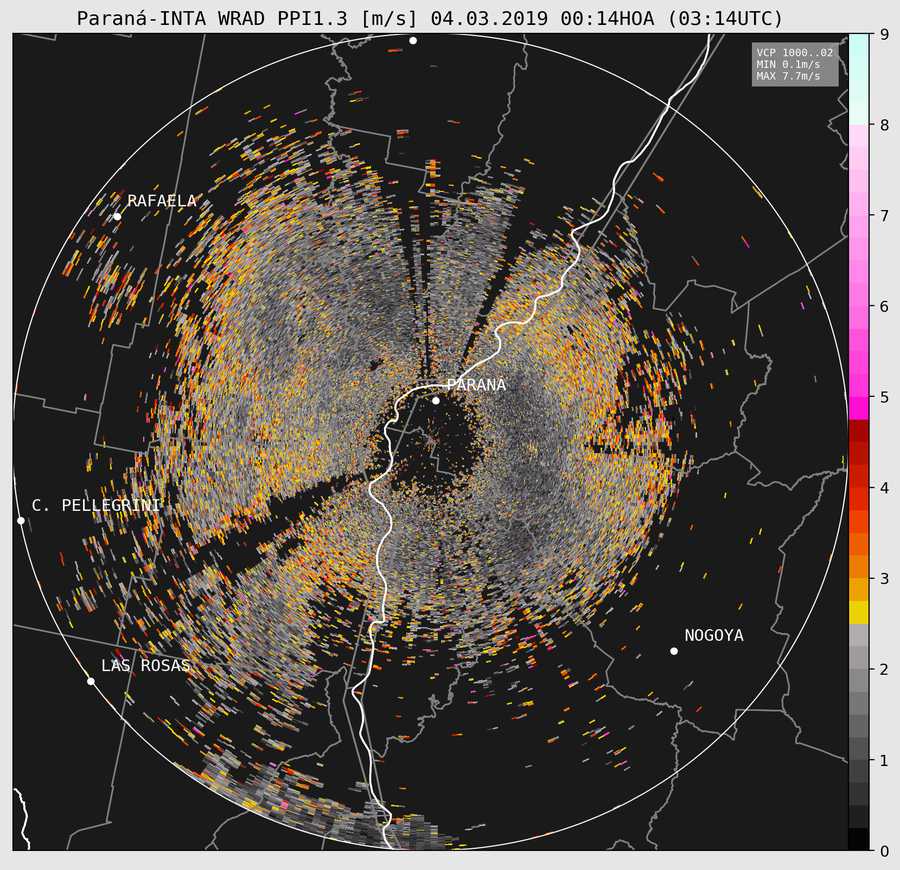 Paraná-INTA WRAD PPI1.3 [m/s] 04.03.2019 00:14HOA (03:14UTC)
VCP 1000..02
MIN 0.1m/s
MAX 7.7m/s
9
8
7
6
5
4
3
2
1
0
RAFAELA
PARANA
C. PELLEGRINI
NOGOYA
LAS ROSAS